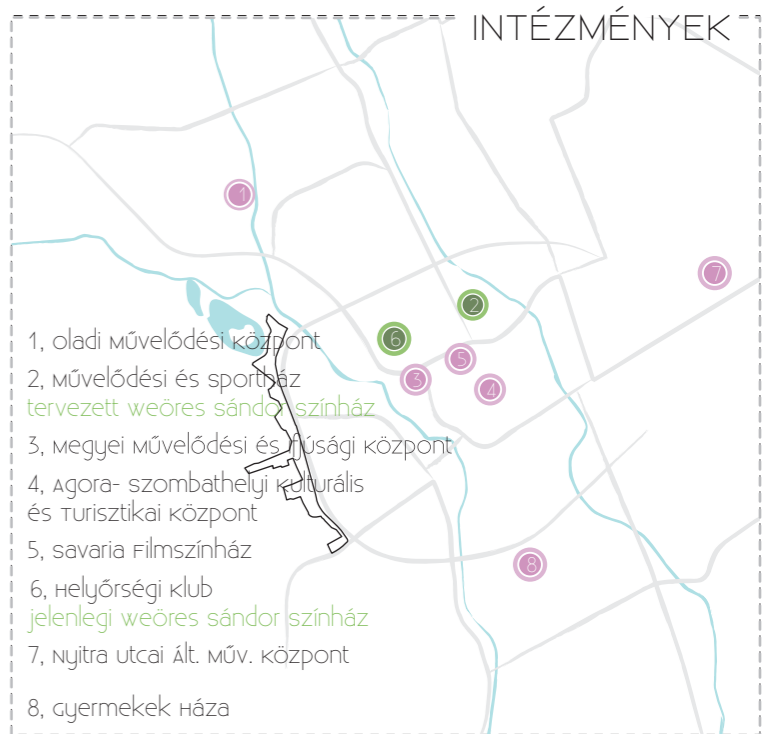 INTÉZMÉNYEK
1
7
2
6
5
3
4
8
1, oladi művelődési központ
2, művelődési és sportház
tervezett weöres sándor színház
3, megyei művelődési és ifjúsági központ
4, Agora- szombathelyi kulturális
és Turisztikai központ
5, savaria Filmszínház
6, Helyőrségi klub
jelenlegi weöres sándor színház
7, Nyitra utcai Ált. Műv. központ
8, Gyermekek Háza